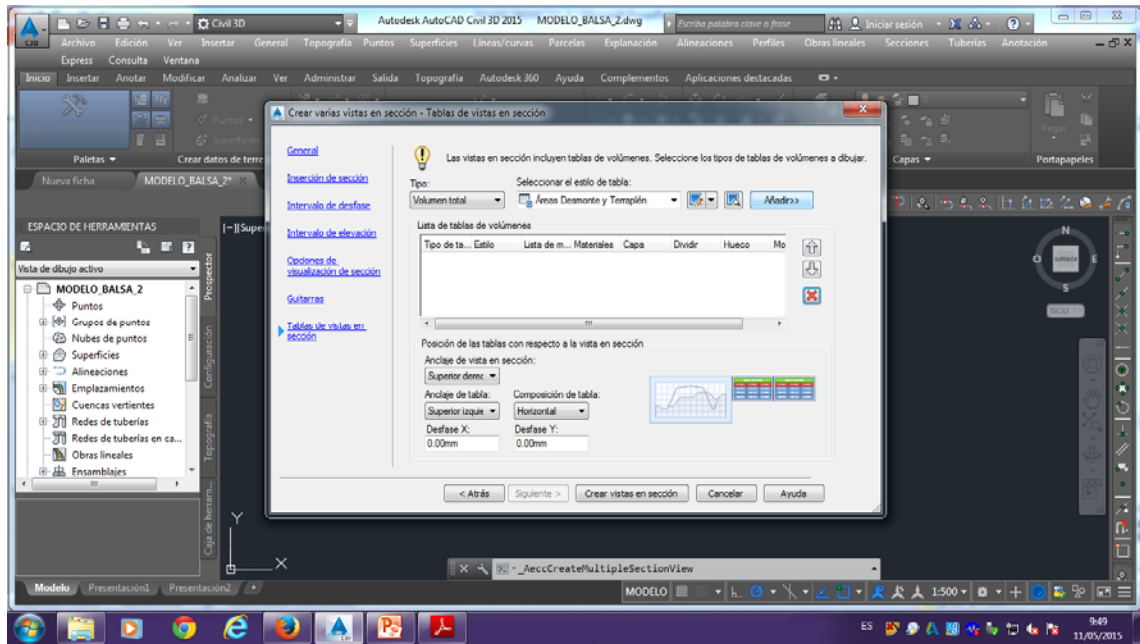 Civil 3D
Autodesk AutoCAD Civil 3D 2015 MODELO_BALSA_2.dwg
Escriba palabra clave o frase
Iniciar sesión
C3D
Archivo Edición Ver Insertar General Topografía Puntos Superficies Líneas/curvas Parcelas Explanación Alineaciones Perfiles Obras lineales Secciones Tuberías Anotación
Express Consulta Ventana
Inicio Insertar Anotar Modificar Analizar Ver Administrar Salida Topografía Autodesk 360 Ayuda Complementos Aplicaciones destacadas
Puntos
Superficies
Pegar
Paletas
Crear datos de terre
Capas
Portapapeles
Nueva ficha
MODELO_BALSA_2*
Crear varias vistas en sección - Tablas de vistas en sección
General
Inserción de sección
Intervalo de desfase
Intervalo de elevación
Opciones de
visualización de sección
Guitarras
Tablas de vistas en
sección
Las vistas en sección incluyen tablas de volúmenes. Seleccione los tipos de tablas de volúmenes a dibujar.
Tipo:
Seleccionar el estilo de tabla:
Volumen total
Áreas Desmonte y Terraplén
Añadir>>
Lista de tablas de volúmenes
Tipo de ta... Estilo Lista de m... Materiales Capa Dividir Hueco Mo
Posición de las tablas con respecto a la vista en sección
Anclaje de vista en sección:
Superior derec
Anclaje de tabla:
Composición de tabla:
Superior izquie
Horizontal
Desfase X:
Desfase Y:
0.00mm
0.00mm
< Atrás
Siguiente >
Crear vistas en sección
Cancelar
Ayuda
ESPACIO DE HERRAMIENTAS
Vista de dibujo activo
MODELO_BALSA_2
Puntos
Grupos de puntos
Nubes de puntos
Superficies
Alineaciones
Emplazamientos
Cuencas vertientes
Redes de tuberías
Redes de tuberías en ca...
Obras lineales
Ensamblajes
Prospector
Configuración
Topografía
Caja de herram...
[-][Supe
N
O
SUPERIOR
E
S
SCU
Y
X
_AeccCreateMultipleSectionView
Modelo Presentación1 Presentación2
MODELO
1:500
ES
9:49
11/05/2015